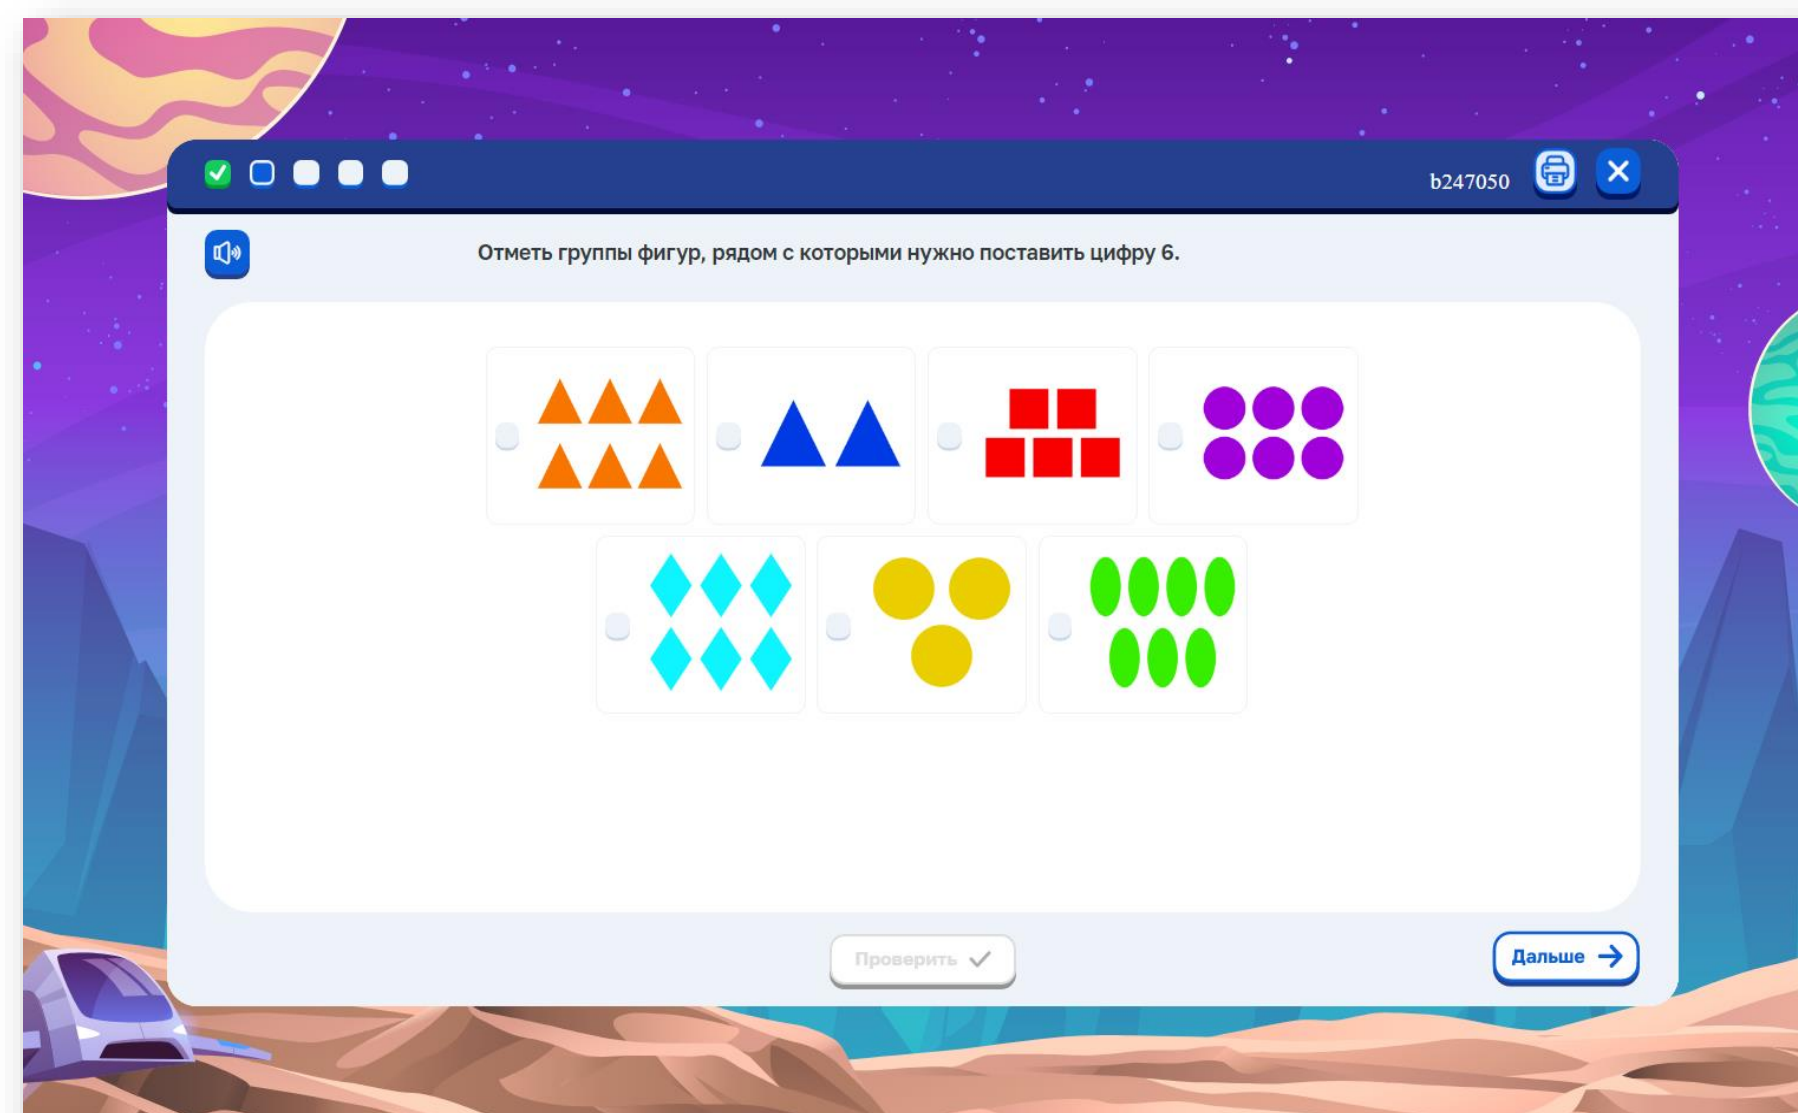 b247050
Отметь группы фигур, рядом с которыми нужно поставить цифру 6.
Проверить
Дальше